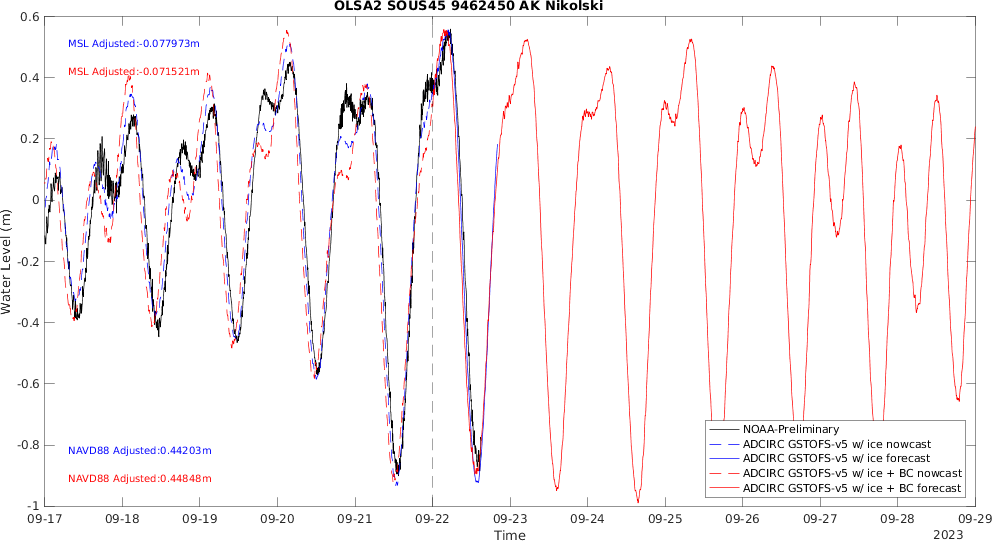 OLSA2 SOUS45 9462450 AK Nikolski
0.6
0.4
0.2
0
-0.2
-0.4
-0.6
-0.8
-1
Water Level (m)
MSL Adjusted:-0.077973m
MSL Adjusted:-0.071521m
NAVD88 Adjusted:0.44203m
NAVD88 Adjusted:0.44848m
NOAA-Preliminary
ADCIRC GSTOFS-v5 w/ ice nowcast
ADCIRC GSTOFS-v5 w/ ice forecast
ADCIRC GSTOFS-v5 w/ ice + BC nowcast
ADCIRC GSTOFS-v5 w/ ice + BC forecast
09-17 09-18 09-19 09-20 09-21 09-22 09-23 09-24 09-25 09-26 09-27 09-28 09-29
Time
2023